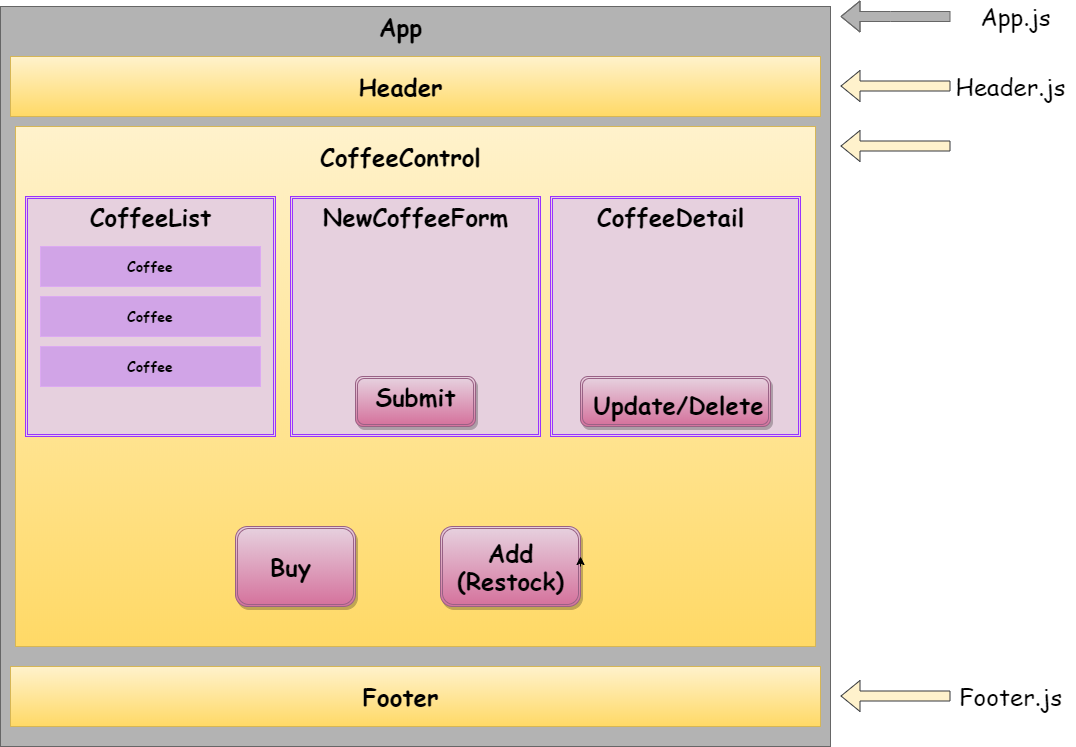 App
App.js
Header
Header.js
CoffeeControl
CoffeeList
Coffee
Coffee
Coffee
NewCoffeeForm
Submit
CoffeeDetail
Update/Delete
Buy
Add
(Restock)
Footer
Footer.js